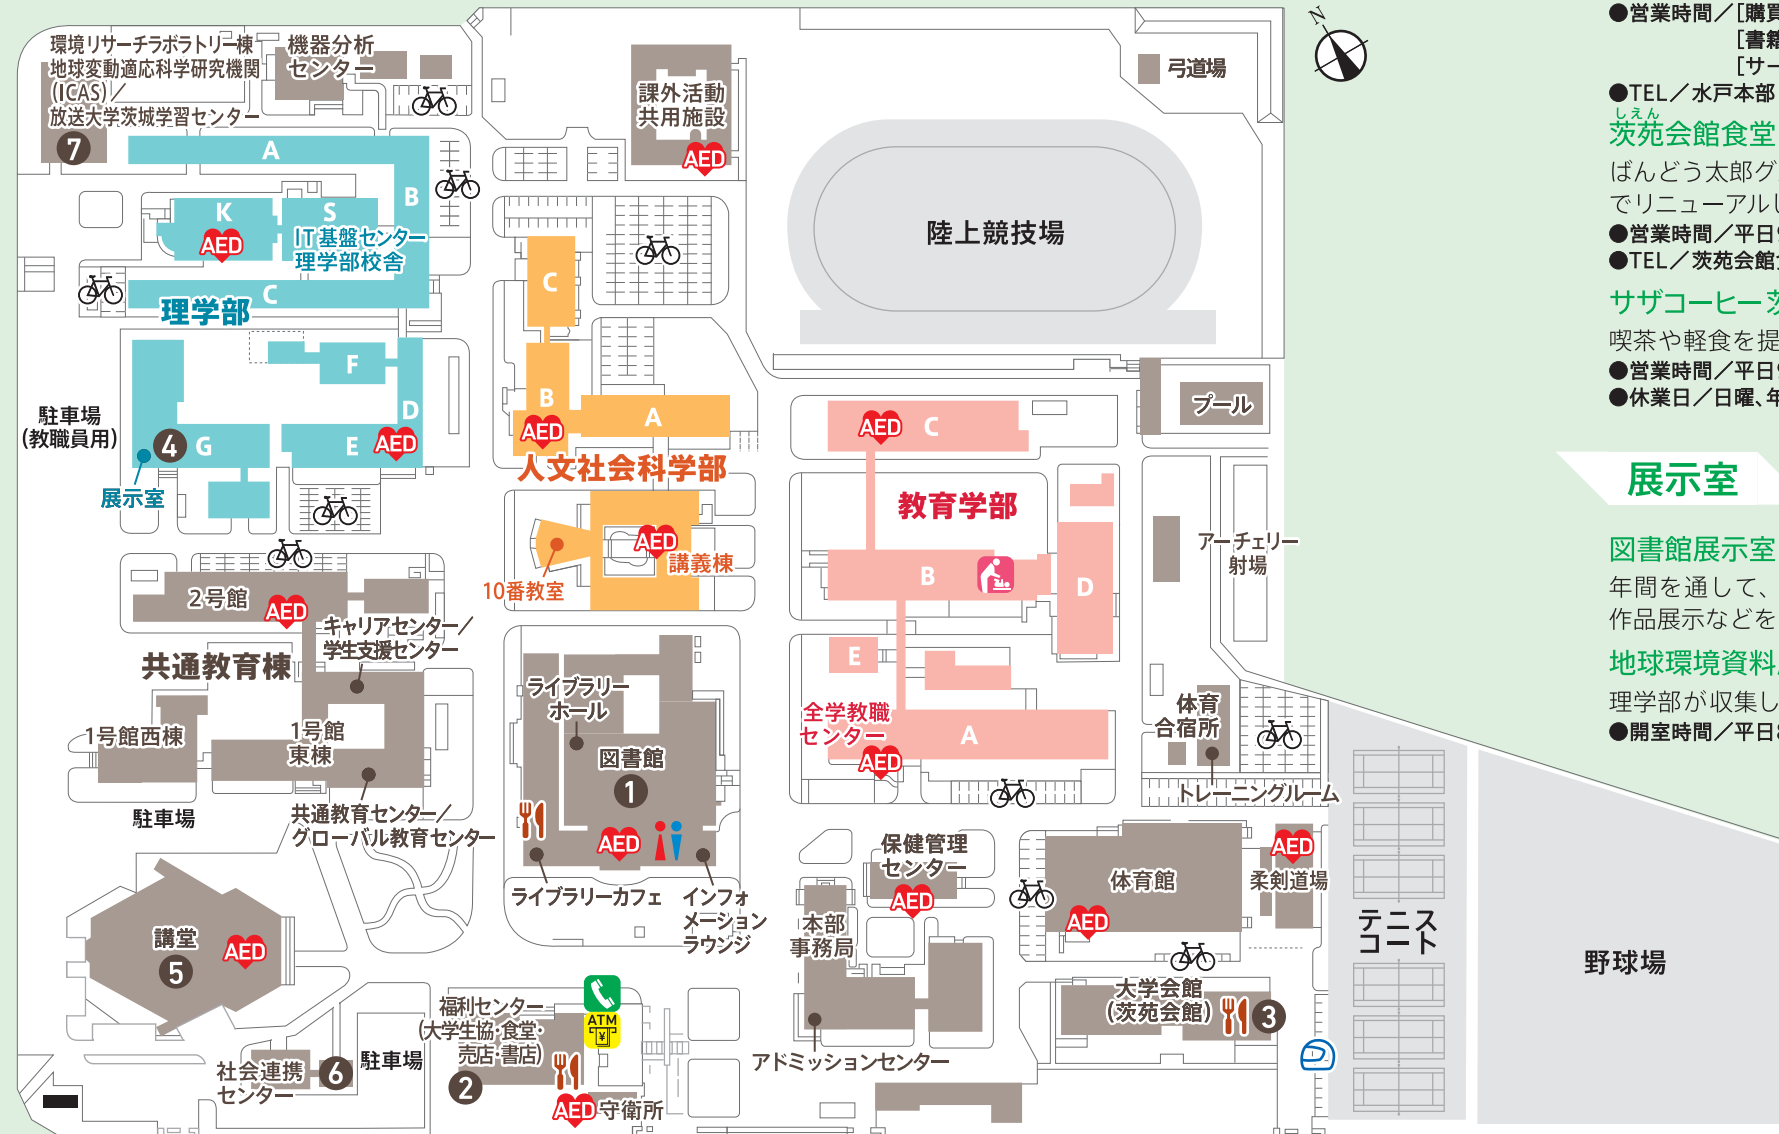 環境リサーチラボラトリー棟
地球変動適応科学研究機関
(ICAS)/
放送大学茨城学習センター
7
機器分析
センター
課外活動
共用施設
AED
弓道場
N
陸上競技場
A
B
K
AED
S
IT基盤センター
理学部校舎
C
理学部
F
D
4
G
E
AED
展示室
駐車場
(教職員用)
C
B
AED
A
人文社会科学部
AED
講義棟
10番教室
プール
AED
C
教育学部
B
D
E
全学教職
センター
AED
A
アーチェリー
射場
体育
合宿所
トレーニングルーム
2号館
AED
キャリアセンター/
学生支援センター
共通教育棟
1号館西棟
1号館
東棟
駐車場
共通教育センター/
グローバル教育センター
ライブラリー
ホール
図書館
1
AED
ライブラリーカフェ
インフォ
メーション
ラウンジ
講堂
AED
5
社会連携
センター
6
駐車場
福利センター
(大学生協・食堂・
売店・書店)
2
ATM
¥
AED
守衛所
保健管理
センター
AED
本部
事務局
アドミッションセンター
体育館
AED
AED
柔剣道場
大学会館
(茨苑会館)
3
テニス
コート
野球場
●営業時間/[購買
[書籍
[サー
●TEL/水戸本部
しえん
茨苑会館食堂
ばんどう太郎グ
でリニューアルし
●営業時間/平日
●TEL/茨苑会館
サザコーヒー茨
喫茶や軽食を提
●営業時間/平日
●休業日/日曜、年
展示室
図書館展示室
年間を通して、
作品展示などを
地球環境資料
理学部が収集し
●開室時間/平日